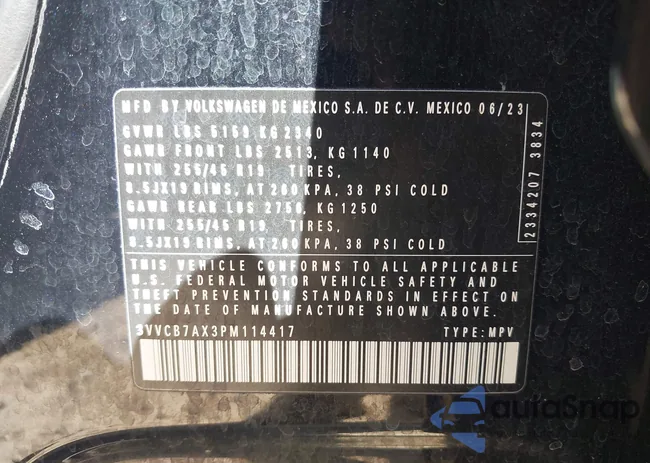 MFD BY VOLKSWAGEN DE MEXICO S.A. DE C.V. MEXICO 06/23
GVWR LBS 5159 KG 2340
GAWR FRONT LBS 2513, KG 1140
WITH 255/45 R19 TIRES,
8.5JX19 RIMS, AT 260 KPA, 38 PSI COLD
GAWR REAR LBS 2756, KG 1250
WITH 255/45 R19 TIRES,
8.5JX19 RIMS, AT 260 KPA, 38 PSI COLD
2334207 3834
THIS VEHICLE CONFORMS TO ALL APPLICABLE
U.S. FEDERAL MOTOR VEHICLE SAFETY AND
THEFT PREVENTION STANDARDS IN EFFECT ON
THE DATE OF MANUFACTURE SHOWN ABOVE.
3VVCB7AX3PM114417 TYPE:MPV
autoSnap